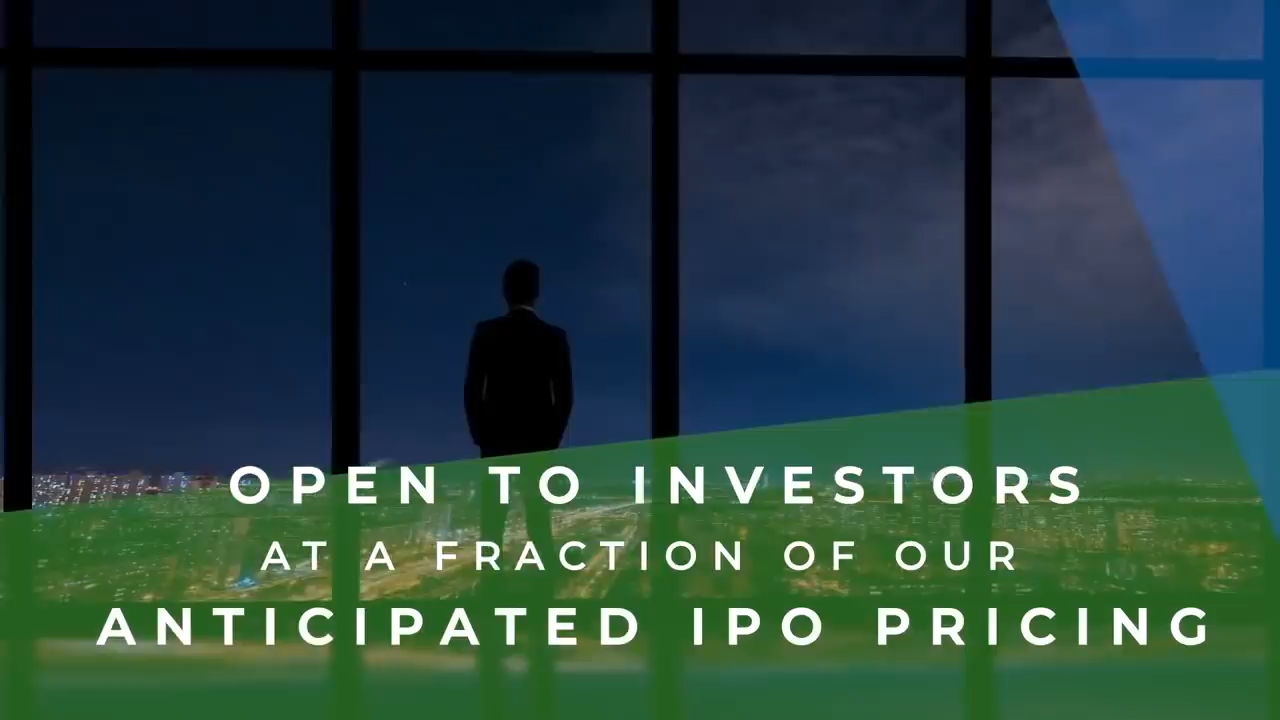 OPEN TO INVESTORS
AT A FRACTION OF OUR
ANTICIPATED IPO PRICING